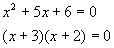 x² + 5x + 6 = 0
(x + 3)(x + 2) = 0